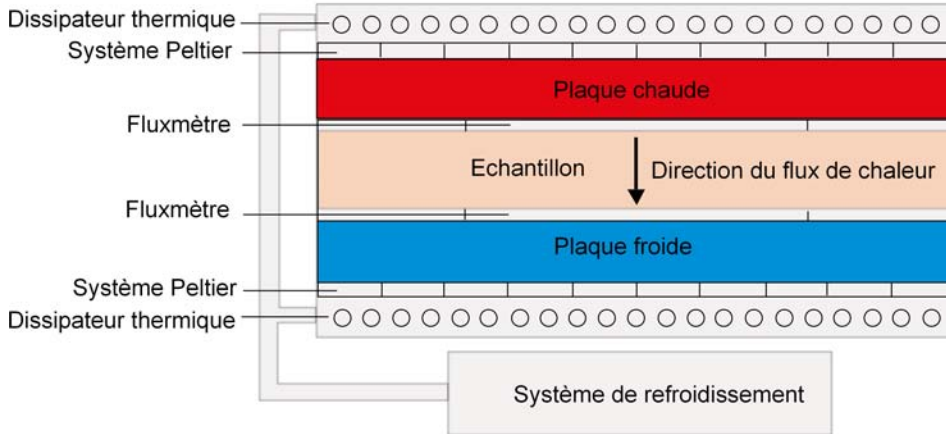 Dissipateur thermique
Système Peltier
Plaque chaude
Fluxmètre
Echantillon
Direction du flux de chaleur
Fluxmètre
Plaque froide
Système Peltier
Dissipateur thermique
Système de refroidissement